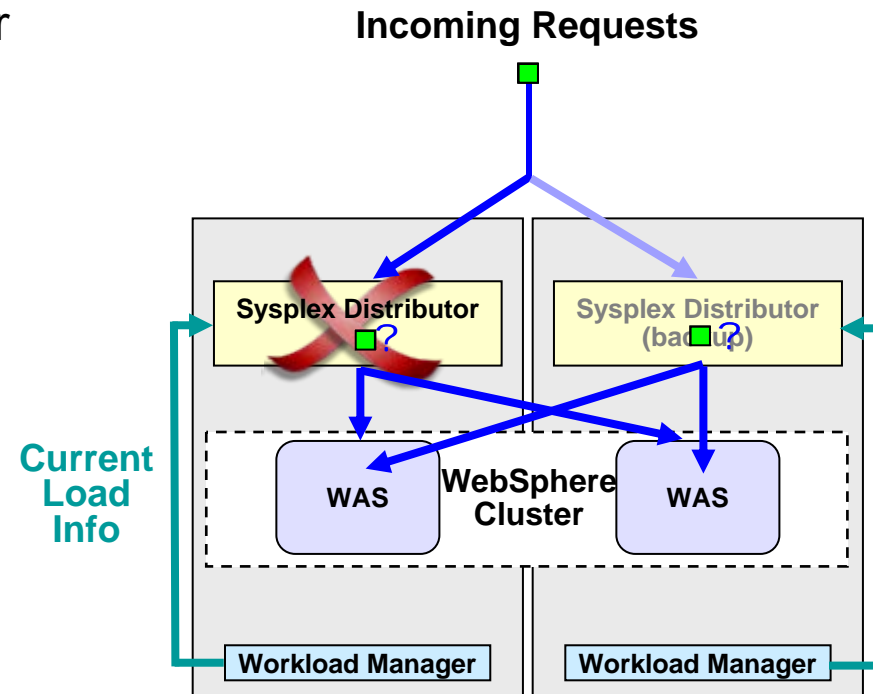 r
Incoming Requests
Sysplex Distributor
?
Sysplex Distributor
(backup)
?
Current
Load
Info
WAS
WebSphere
Cluster
WAS
Workload Manager
Workload Manager